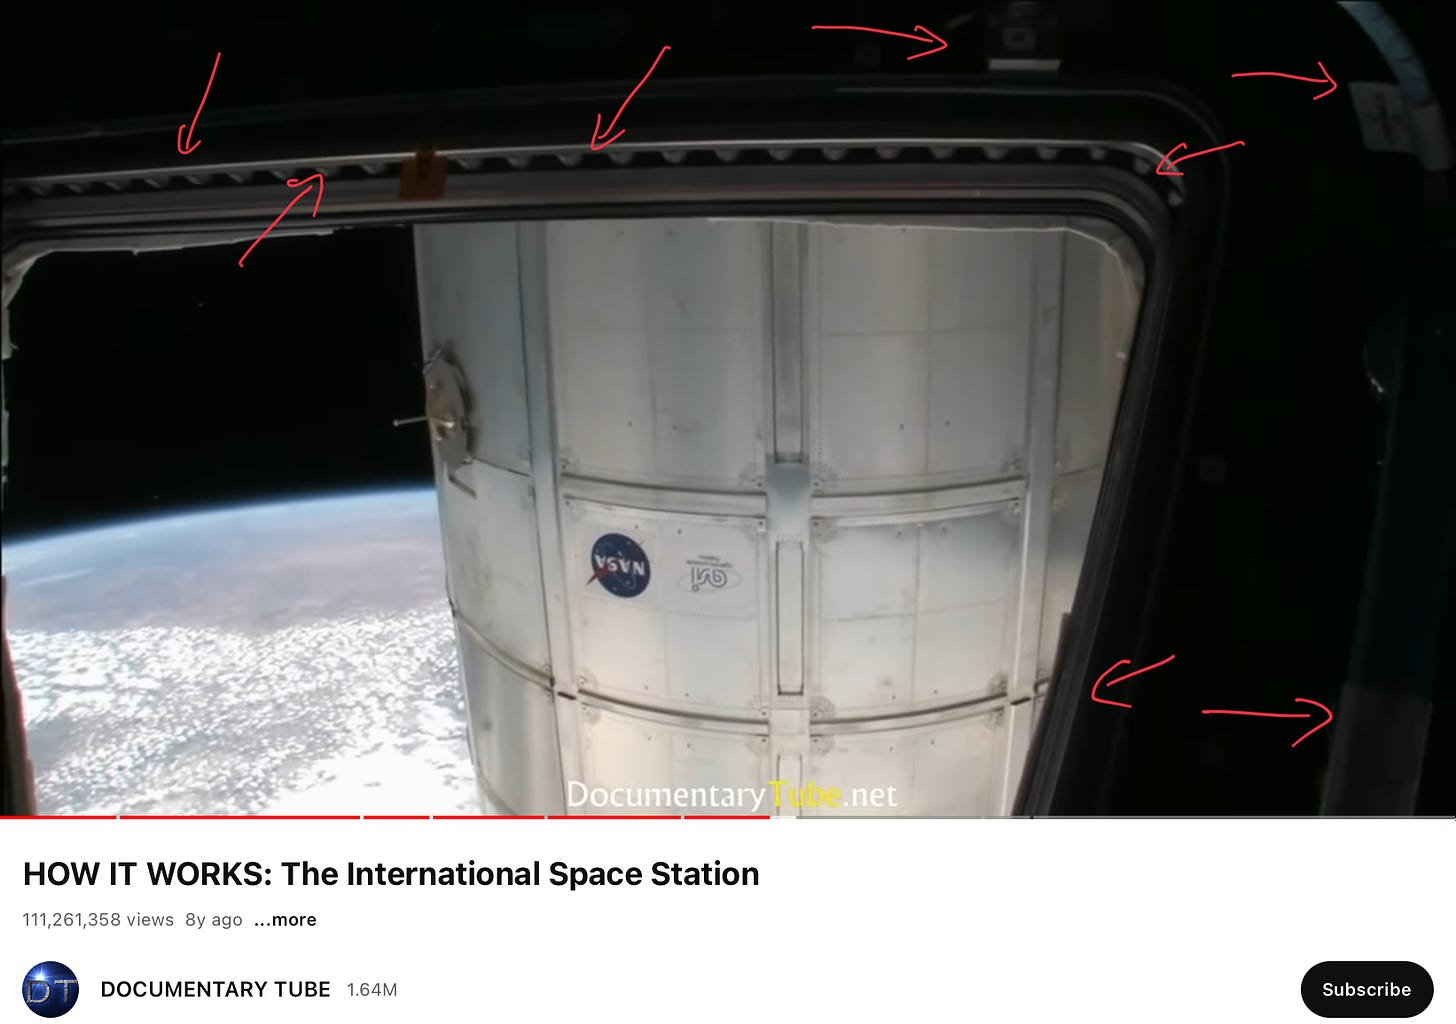 NASA
asi
DocumentaryTube.net
HOW IT WORKS: The International Space Station
111,261,358 views 8y ago ...more
DT
DOCUMENTARY TUBE 1.64M
Subscribe